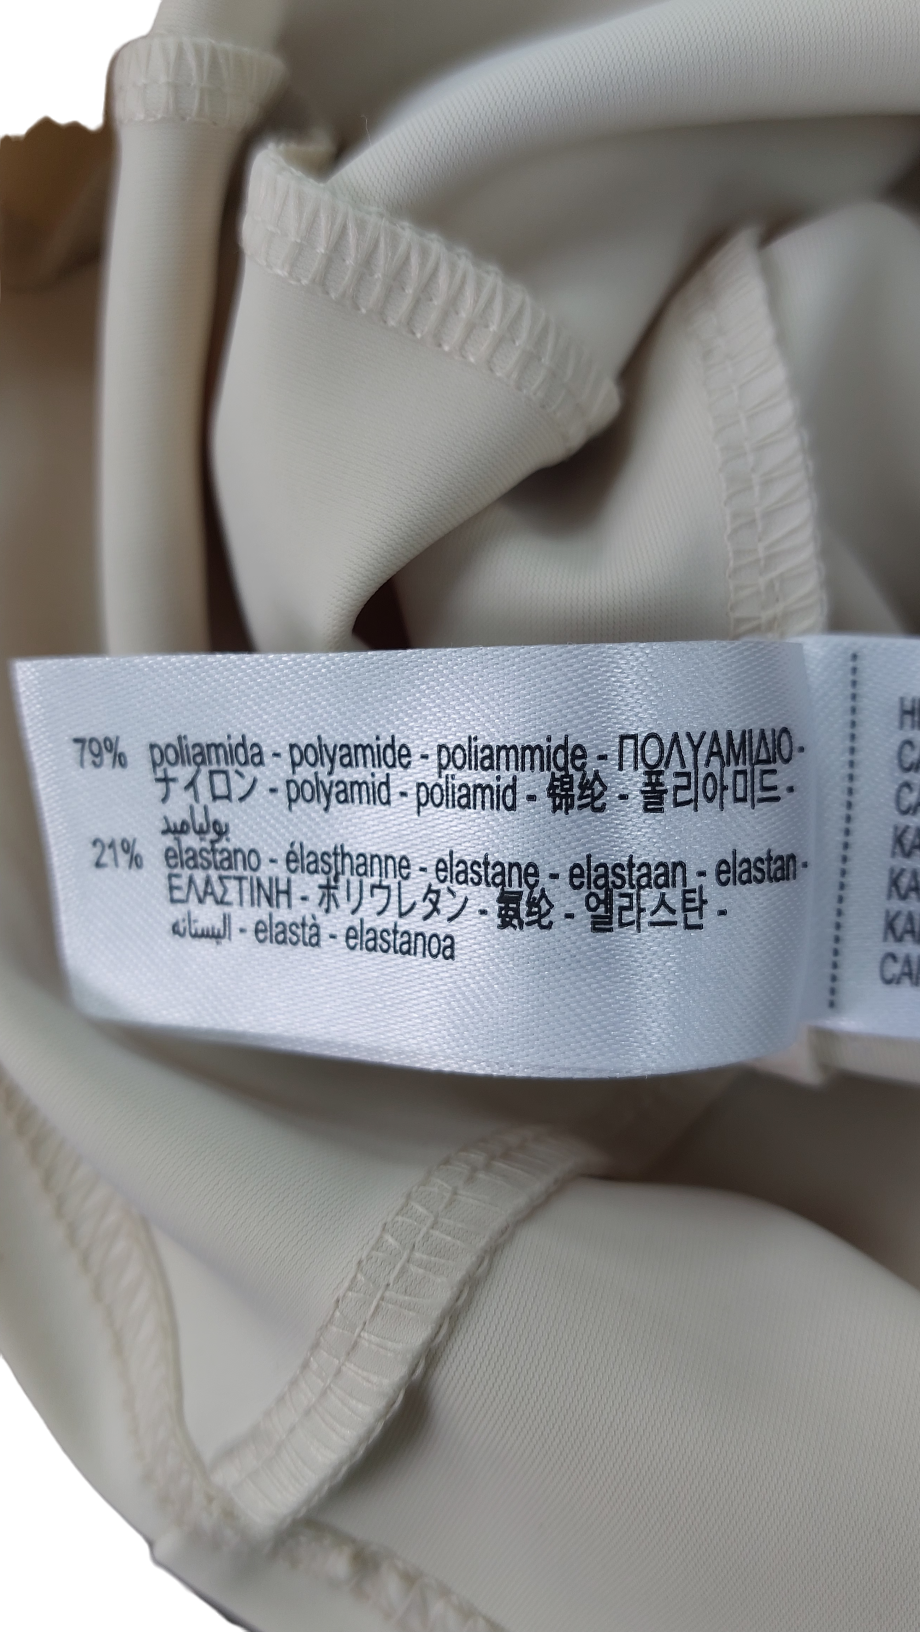 79% poliamida - polyamide - poliammide - ΠΟΛΥΑΜΙΔΙΟ -
ナイロン - polyamid - poliamid - 锦纶 - 폴리아미드 -
بولياميد
21% elastano - élasthanne - elastane - elastaan - elastan -
ΕΛΑΣΤΙΝΗ - ポリウレタン - 氨纶 - 엘라스탄 -
اليستانه - elastà - elastanoa